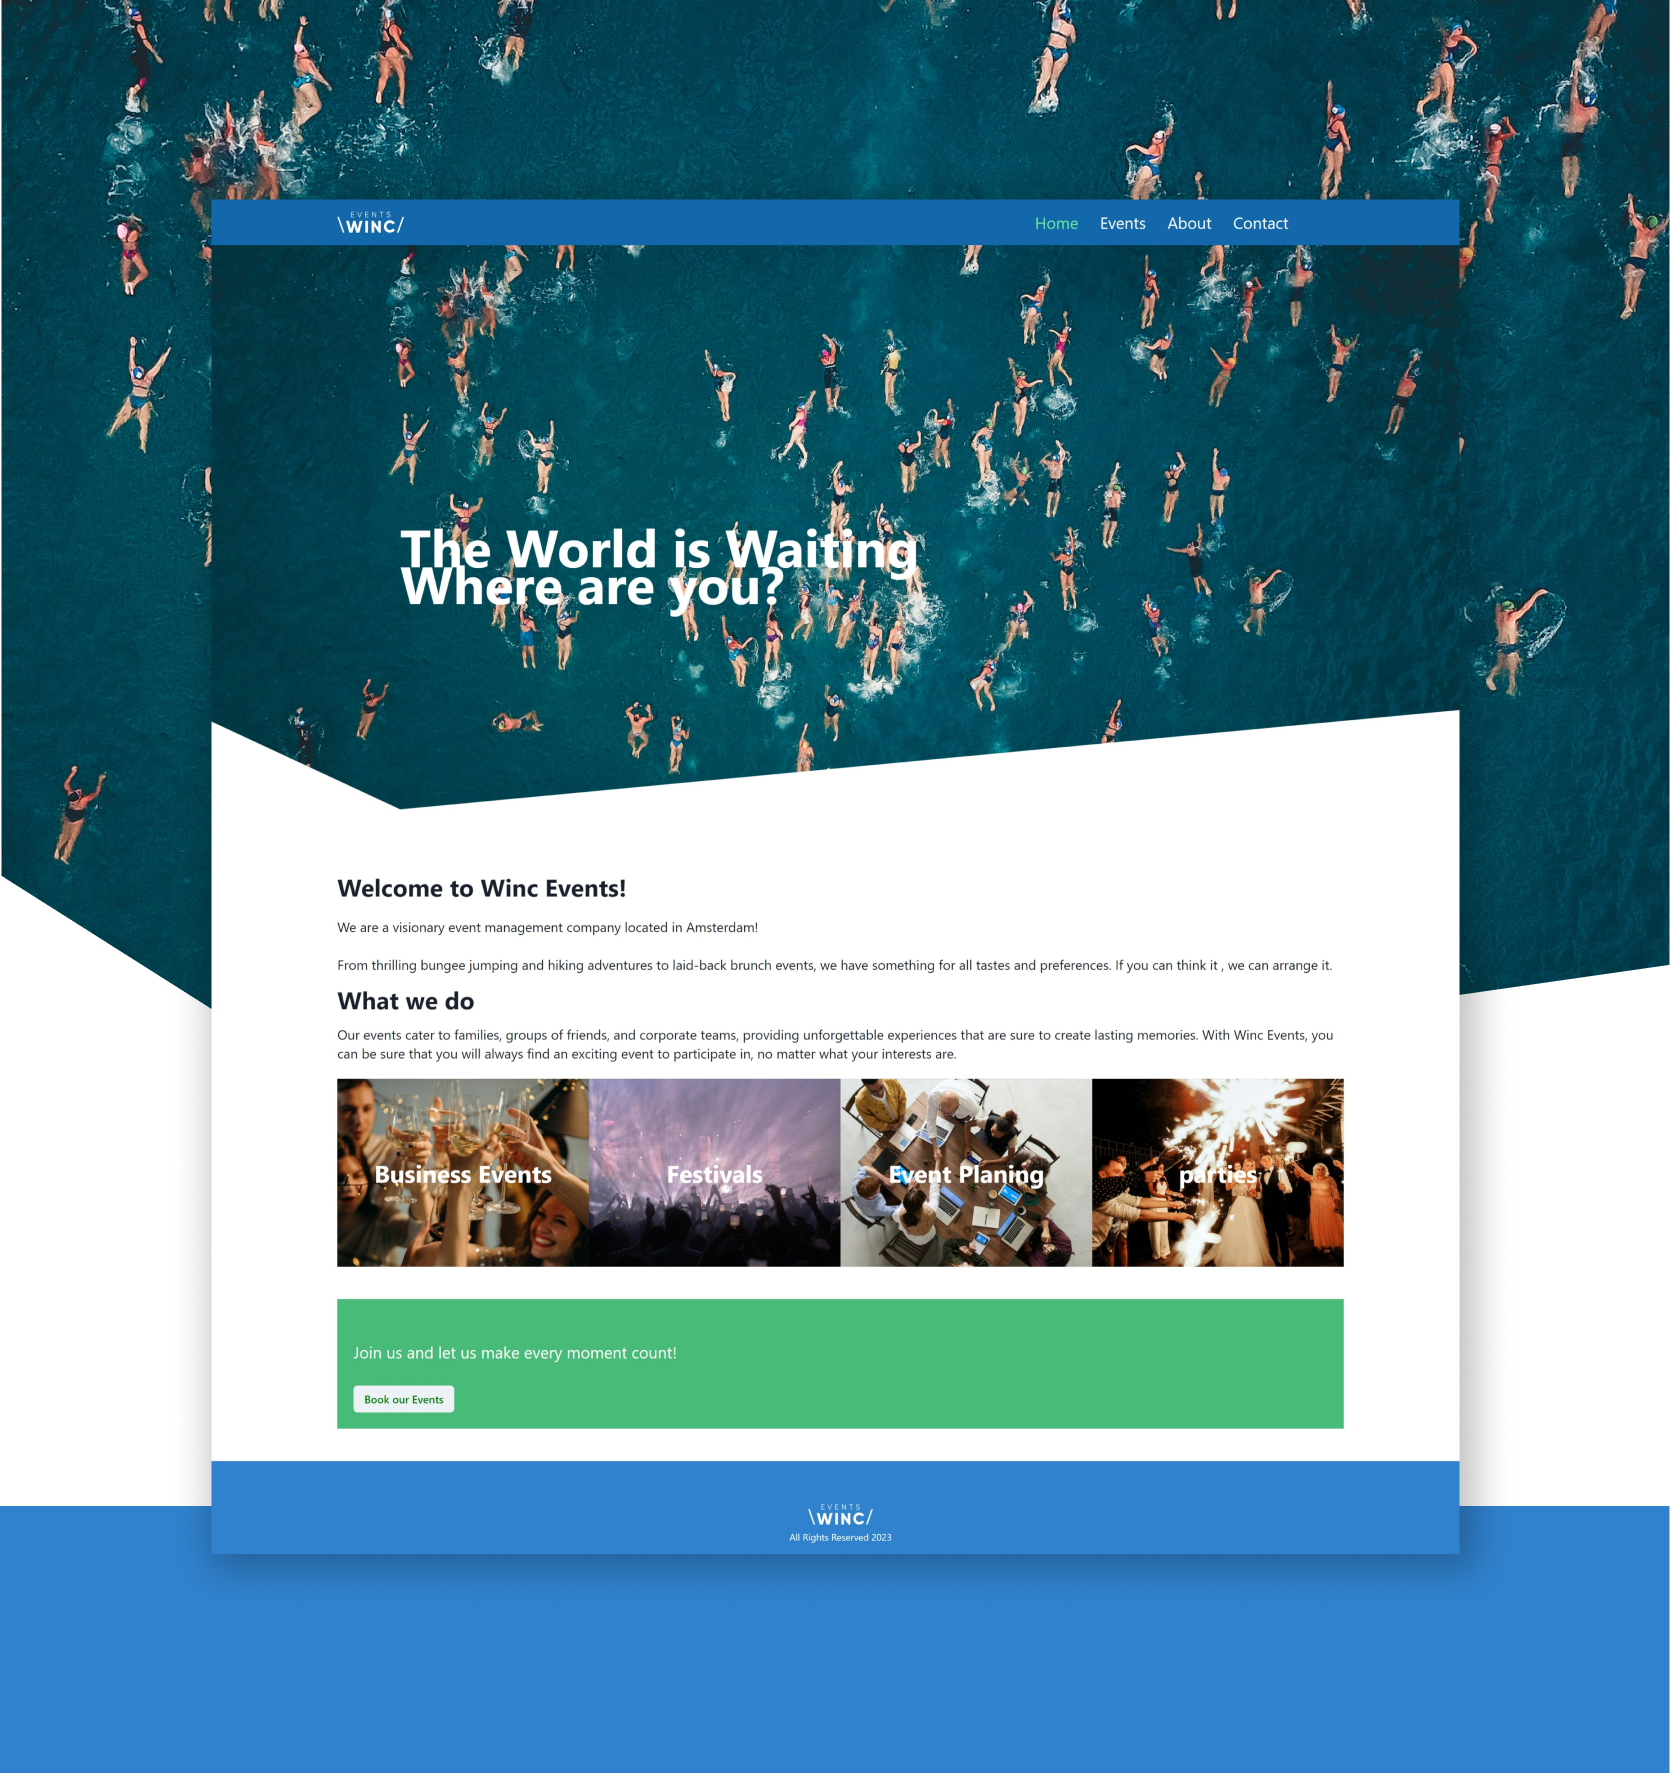 EVENTS
\WINC/
Home Events About Contact
The World is Waiting
Where are you?
Welcome to Winc Events!
We are a visionary event management company located in Amsterdam!
From thrilling bungee jumping and hiking adventures to laid-back brunch events, we have something for all tastes and preferences. If you can think it , we can arrange it.
What we do
Our events cater to families, groups of friends, and corporate teams, providing unforgettable experiences that are sure to create lasting memories. With Winc Events, you
can be sure that you will always find an exciting event to participate in, no matter what your interests are.
Business Events
Festivals
Event Planing
parties
Join us and let us make every moment count!
Book our Events
EVENTS
\WINC/
All Rights Reserved 2023